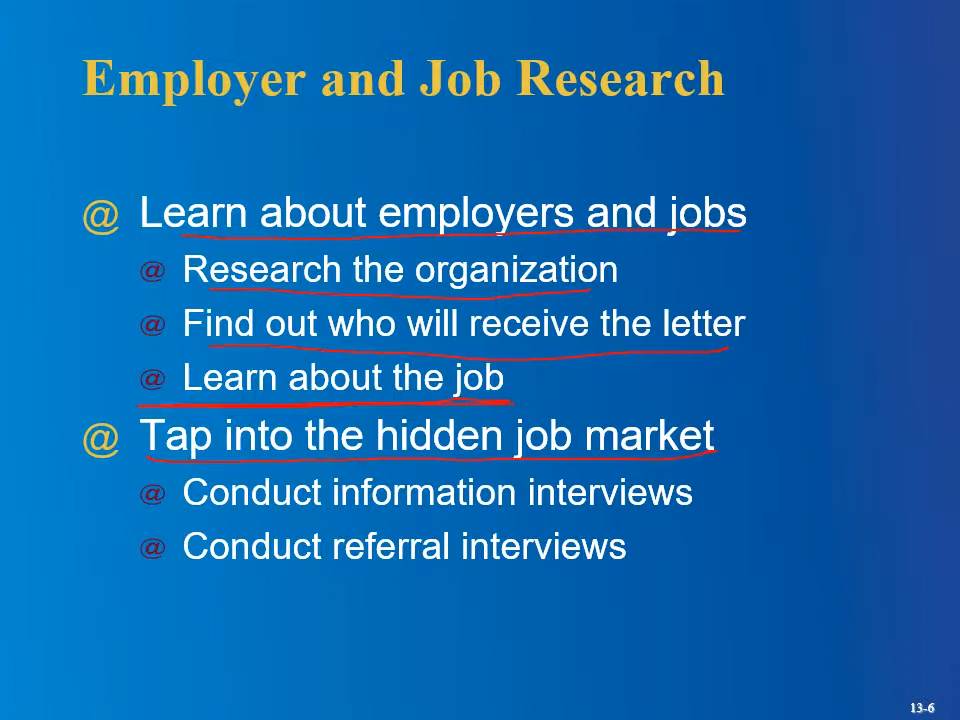 Employer and Job Research
@ Learn about employers and jobs
@ Research the organization
@ Find out who will receive the letter
@ Learn about the job
@ Tap into the hidden job market
@ Conduct information interviews
@ Conduct referral interviews
13-6